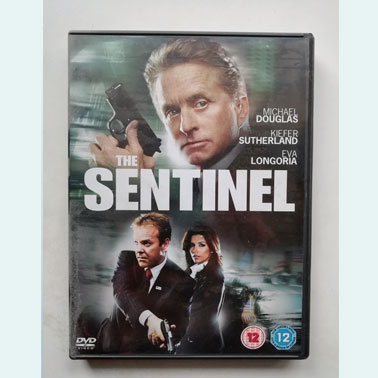 MICHAEL
DOUGLAS
KIEFER
SUTHERLAND
EVA
LONGORIA
THE
SENTINEL
DVD
VIDEO
12
12